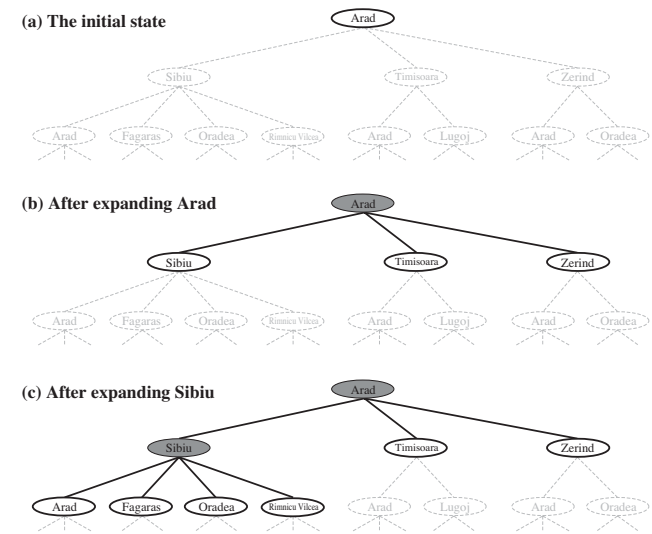 (a) The initial state
Arad
Sibiu Timisoara Zerind
Arad Fagaras Oradea Rimnicu Vilcea Arad Lugoj Arad Oradea
(b) After expanding Arad
Arad
Sibiu Timisoara Zerind
Arad Fagaras Oradea Rimnicu Vilcea Arad Lugoj Arad Oradea
(c) After expanding Sibiu
Arad
Sibiu Timisoara Zerind
Arad Fagaras Oradea Rimnicu Vilcea Arad Lugoj Arad Oradea